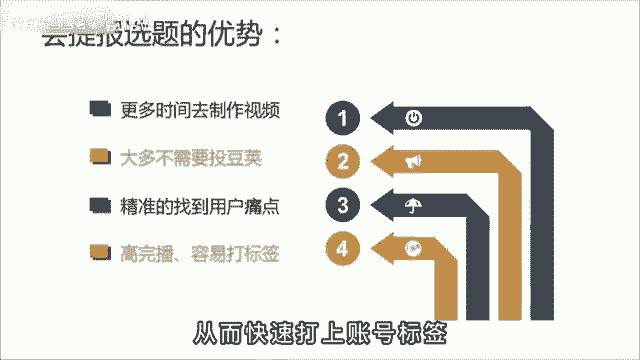 会提报选题的优势：
更多时间去制作视频
1
大多不需要投豆荚
2
精准的找到用户痛点
3
高完播、容易打标签
4
从而快速打上账号标签